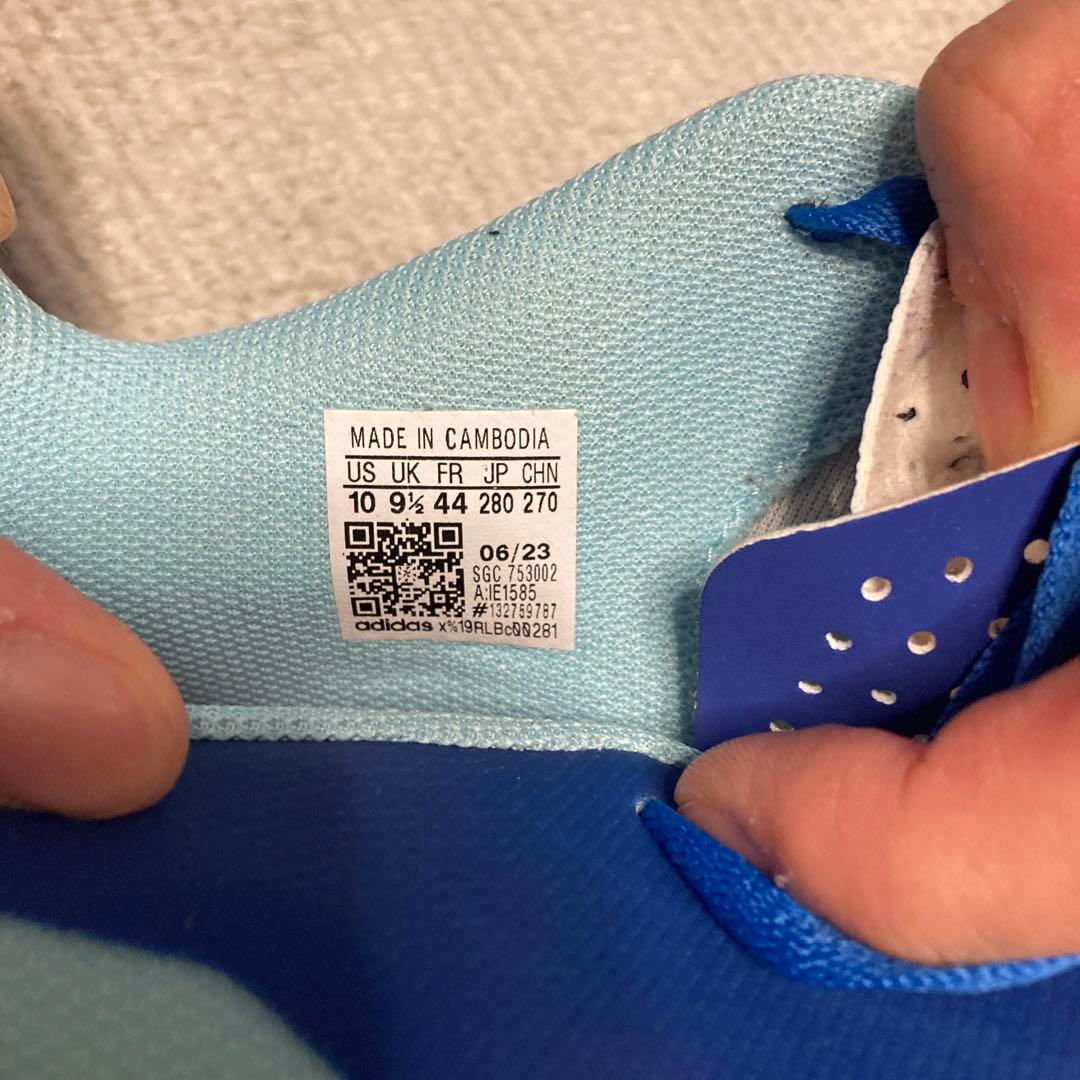 MADE IN CAMBODIA
US UK FR JP CHN
10 9½ 44 280 270
06/23
SGC 753002
A:IE1585
#132759787
adidas x%19RLBc00281